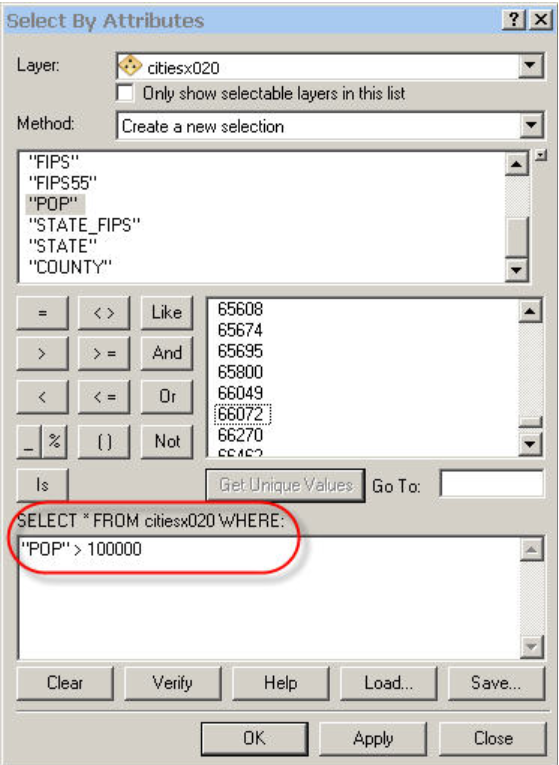 Select By Attributes ? X
Layer: citiesx020
Only show selectable layers in this list
Method: Create a new selection
"FIPS"
"FIPS55"
"POP"
"STATE_FIPS"
"STATE"
"COUNTY"
= < > Like
> > = And
< < = Or
_ % ( ) Not
Is
65608
65674
65695
65800
66049
66072
66270
66462
Get Unique Values Go To:
SELECT * FROM citiesx020 WHERE:
"POP" > 100000
Clear Verify Help Load... Save...
OK Apply Close